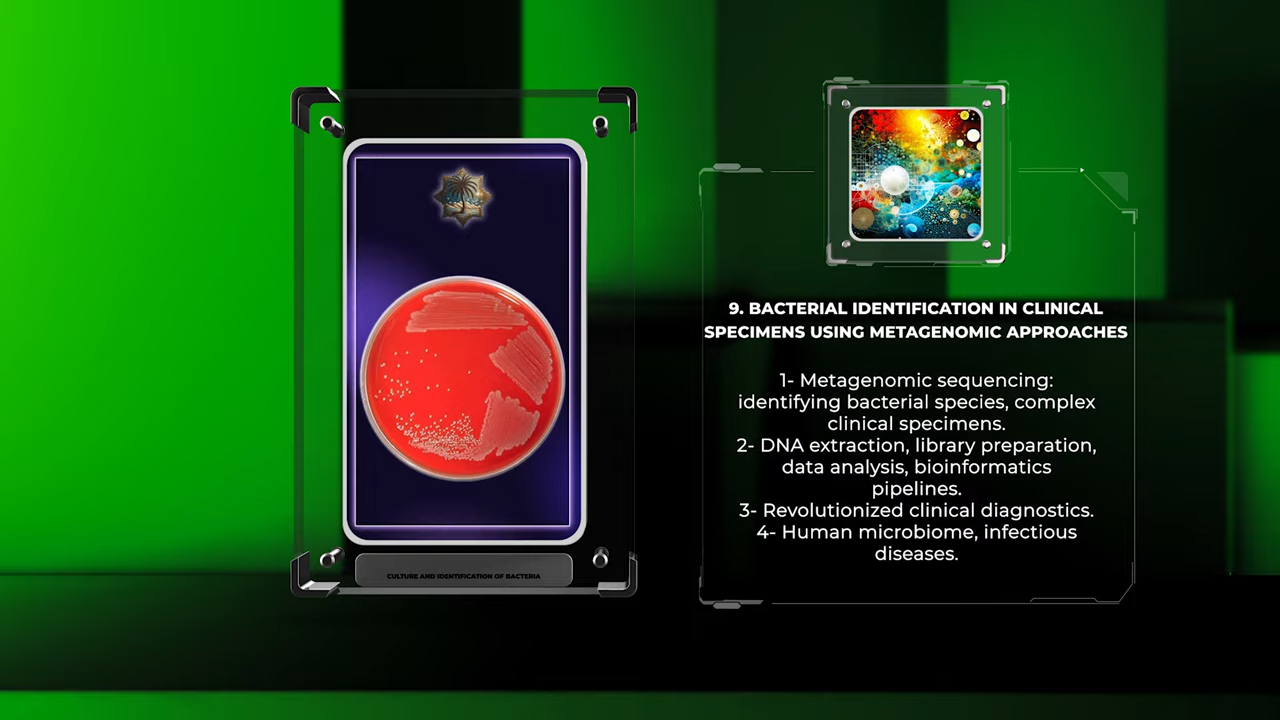 9. BACTERIAL IDENTIFICATION IN CLINICAL
SPECIMENS USING METAGENOMIC APPROACHES
1- Metagenomic sequencing:
identifying bacterial species, complex
clinical specimens.
2- DNA extraction, library preparation,
data analysis, bioinformatics
pipelines.
3- Revolutionized clinical diagnostics.
4- Human microbiome, infectious
diseases.
CULTURE AND IDENTIFICATION OF BACTERIA